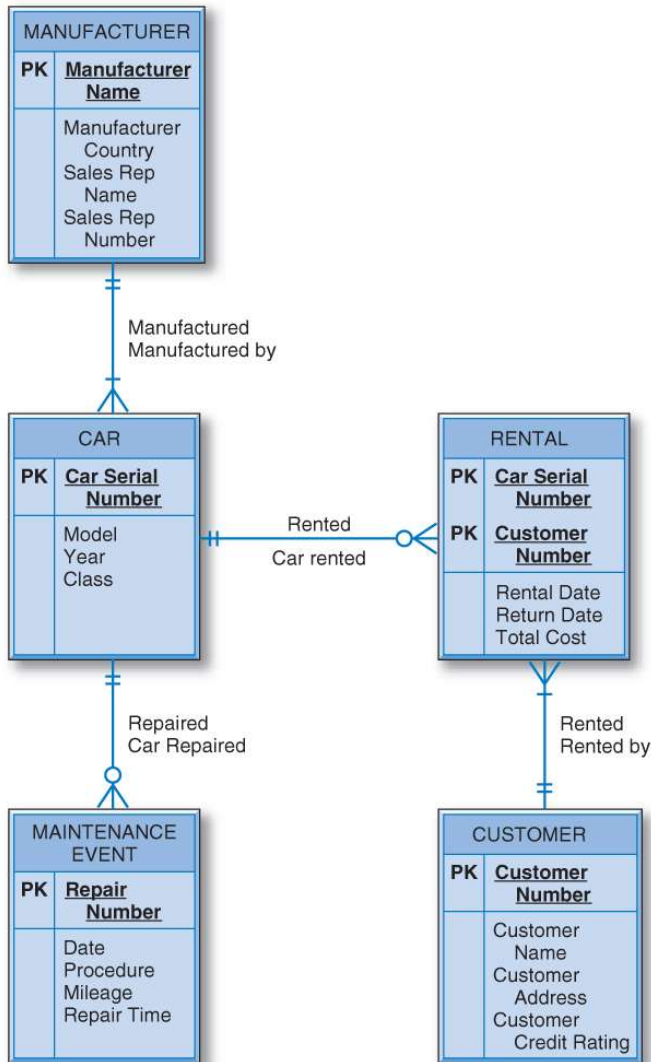 MANUFACTURER
PK Manufacturer
Name
Manufacturer
Country
Sales Rep
Name
Sales Rep
Number
Manufactured
Manufactured by
CAR
PK Car Serial
Number
Model
Year
Class
Rented
Car rented
RENTAL
PK Car Serial
Number
PK Customer
Number
Rental Date
Return Date
Total Cost
Repaired
Car Repaired
Rented
Rented by
MAINTENANCE
EVENT
PK Repair
Number
Date
Procedure
Mileage
Repair Time
CUSTOMER
PK Customer
Number
Customer
Name
Customer
Address
Customer
Credit Rating